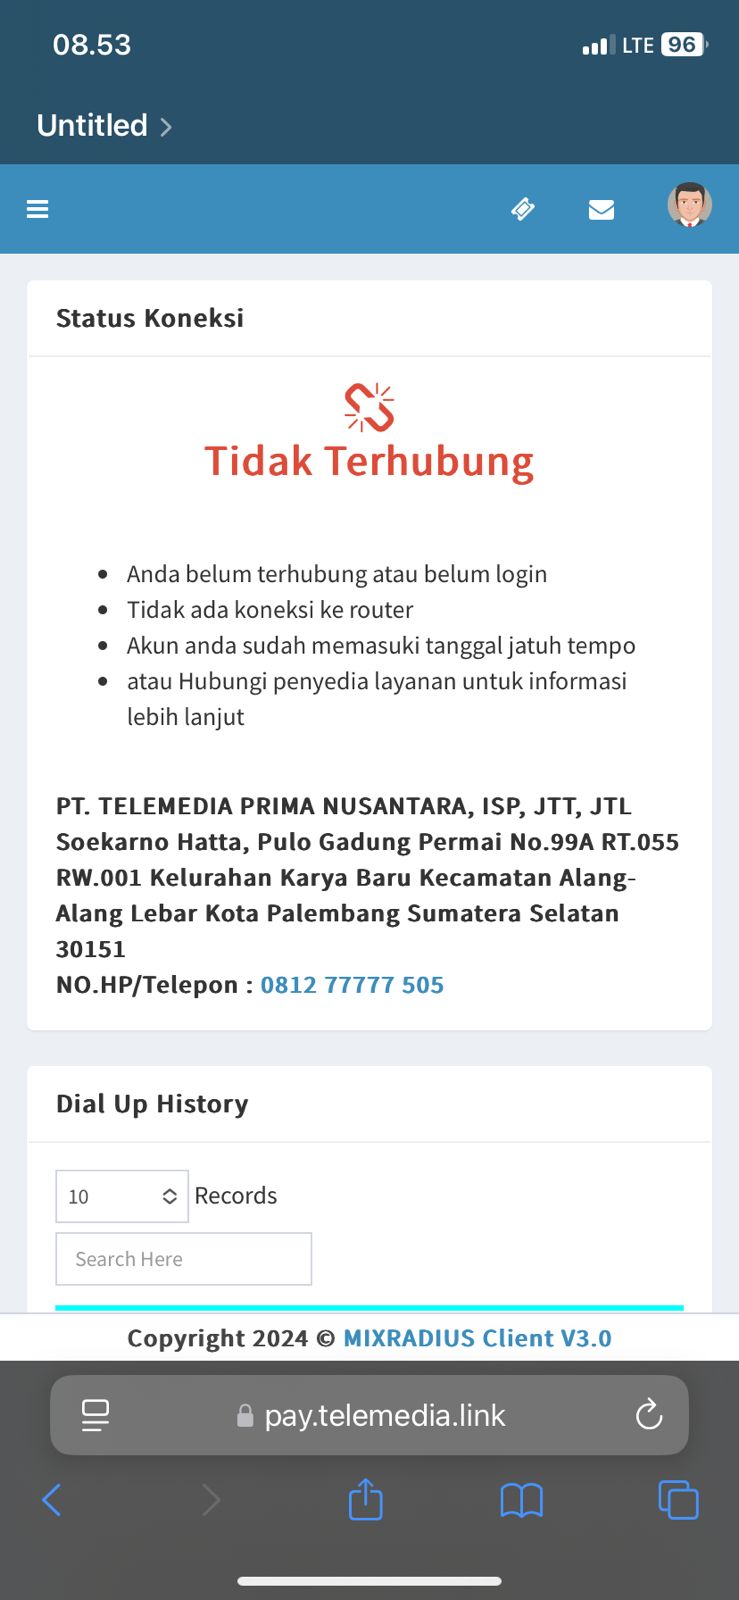 08.53
LTE 96
Untitled
Status Koneksi
Tidak Terhubung
• Anda belum terhubung atau belum login
• Tidak ada koneksi ke router
• Akun anda sudah memasuki tanggal jatuh tempo
• atau Hubungi penyedia layanan untuk informasi
lebih lanjut
PT. TELEMEDIA PRIMA NUSANTARA, ISP, JTT, JTL
Soekarno Hatta, Pulo Gadung Permai No.99A RT.055
RW.001 Kelurahan Karya Baru Kecamatan Alang-
Alang Lebar Kota Palembang Sumatera Selatan
30151
NO.HP/Telepon : 0812 77777 505
Dial Up History
10 Records
Search Here
Copyright 2024 © MIXRADIUS Client V3.0
pay.telemedia.link